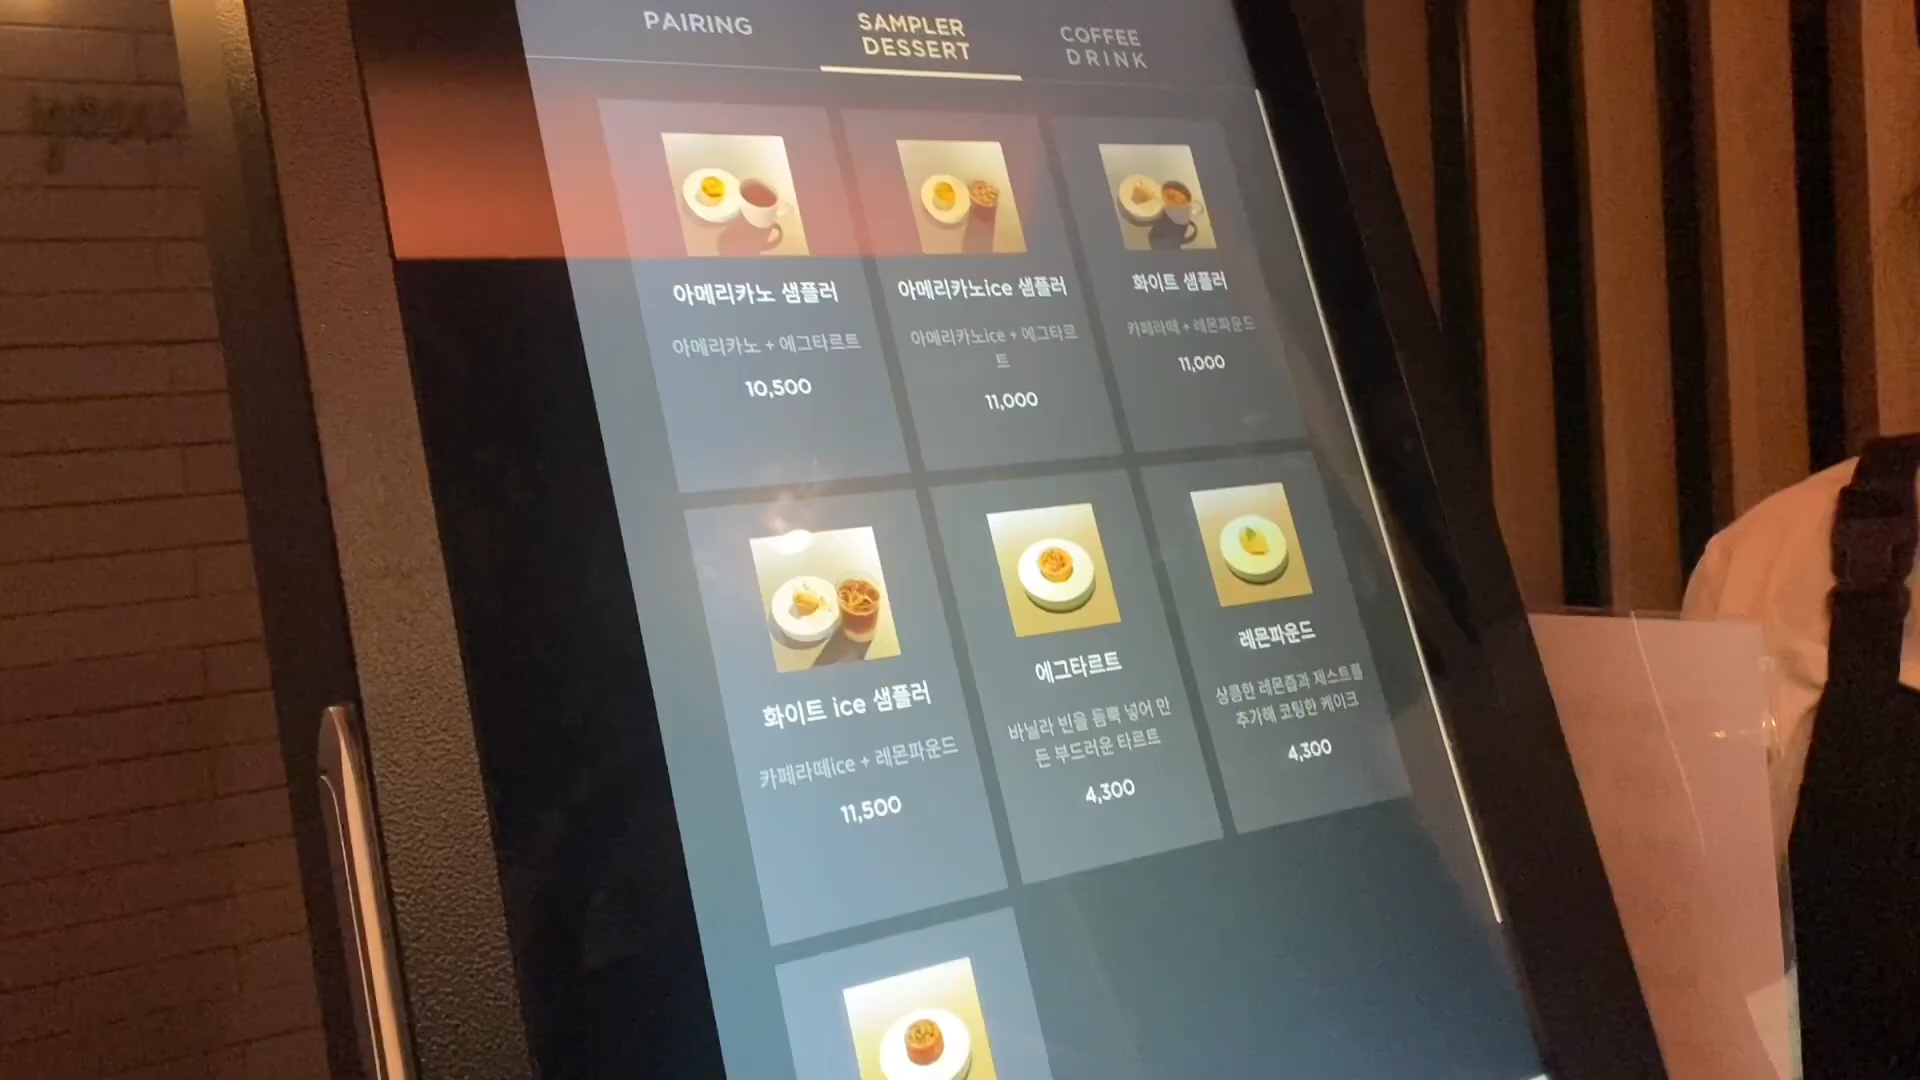 PAIRING
SAMPLER
DESSERT
COFFEE
DRINK
아메리카노 샘플러
아메리카노 + 에그타르트
10,500
아메리카노ice 샘플러
아메리카노ice + 에그타르
트
11,000
화이트 샘플러
카페라떼 + 레몬파운드
11,000
화이트 ice 샘플러
카페라떼ice + 레몬파운드
11,500
에그타르트
바닐라 빈을 듬뿍 넣어 만
든 부드러운 타르트
4,300
레몬파운드
상큼한 레몬즙과 제스트를
추가해 코팅한 케이크
4,300